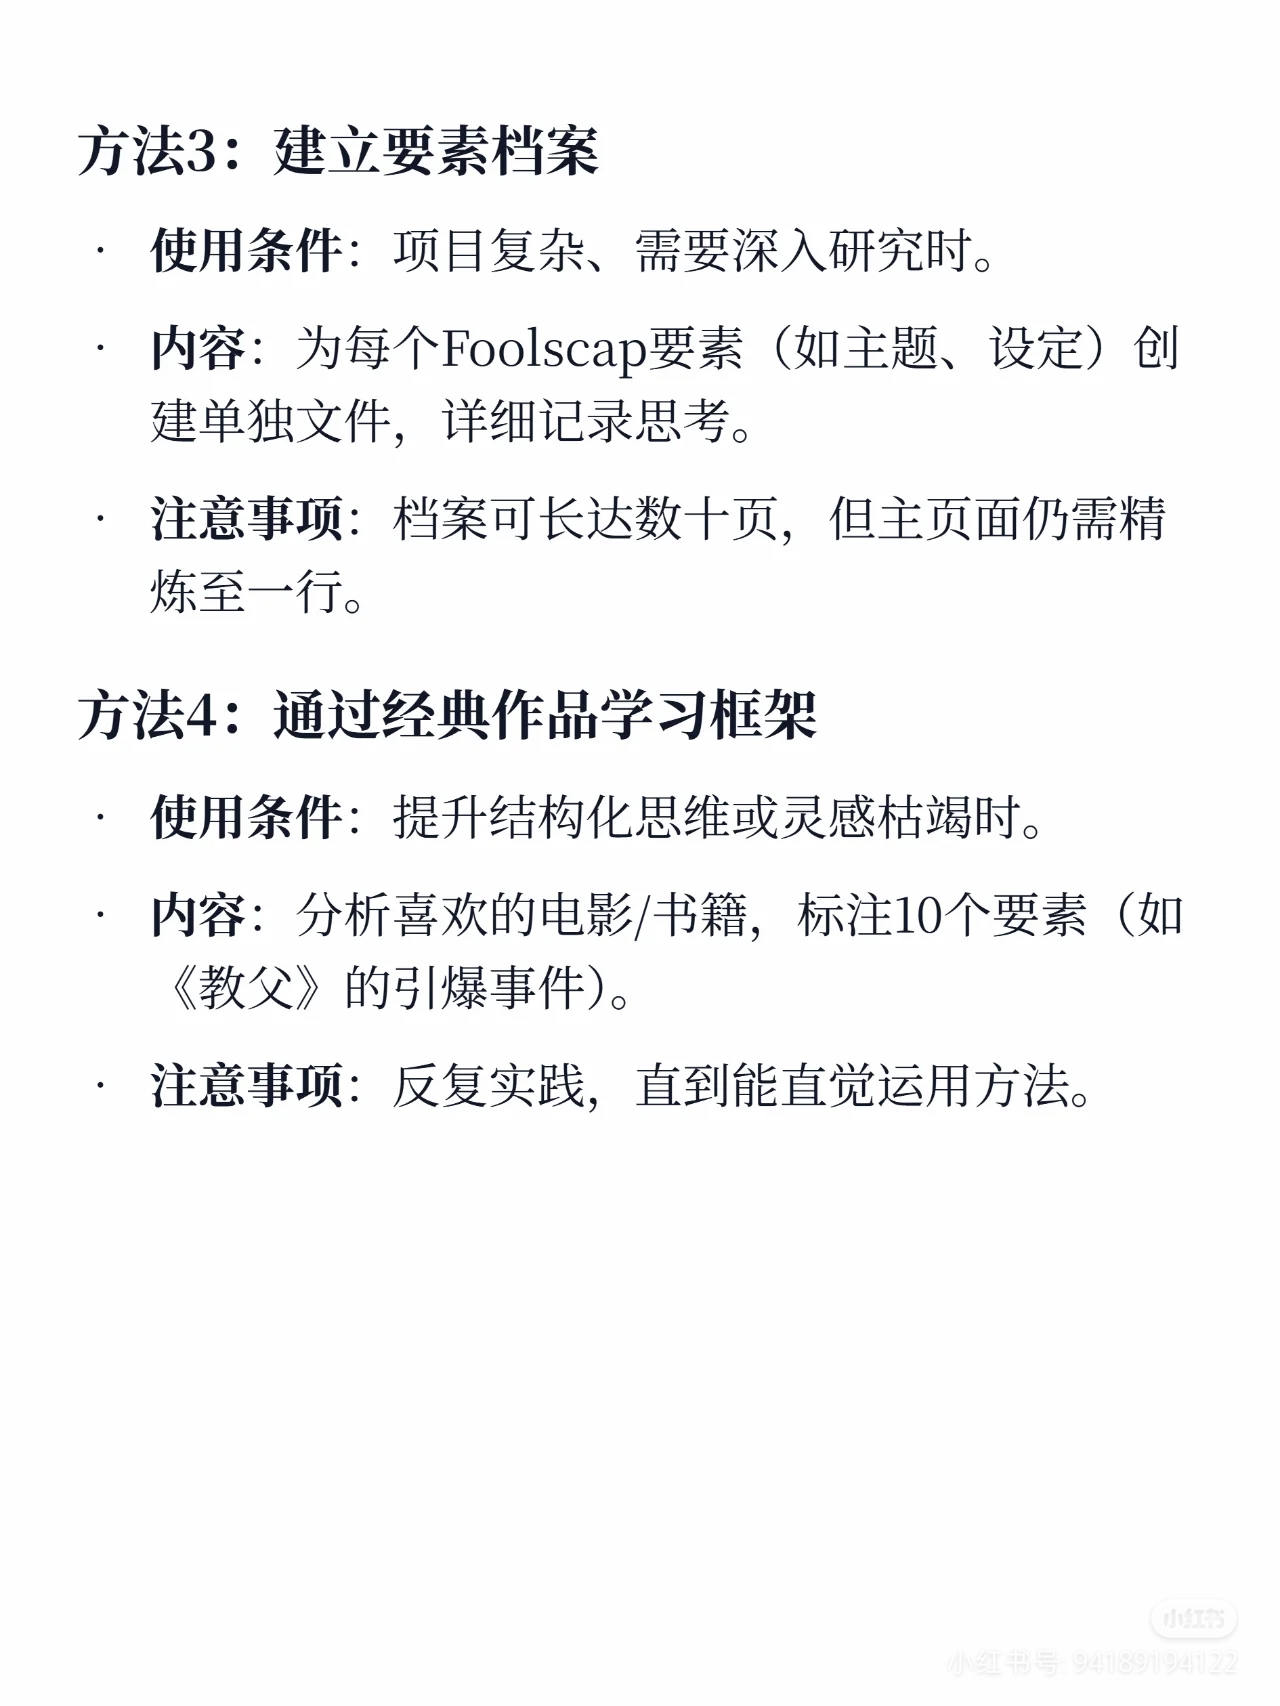 方法3：建立要素档案
· 使用条件：项目复杂、需要深入研究时。
· 内容：为每个Foolscap要素（如主题、设定）创
建单独文件，详细记录思考。
· 注意事项：档案可长达数十页，但主页面仍需精
炼至一行。
方法4：通过经典作品学习框架
· 使用条件：提升结构化思维或灵感枯竭时。
· 内容：分析喜欢的电影/书籍，标注10个要素（如
《教父》的引爆事件）。
· 注意事项：反复实践，直到能直觉运用方法。
小红书
小红书号: 94189194122